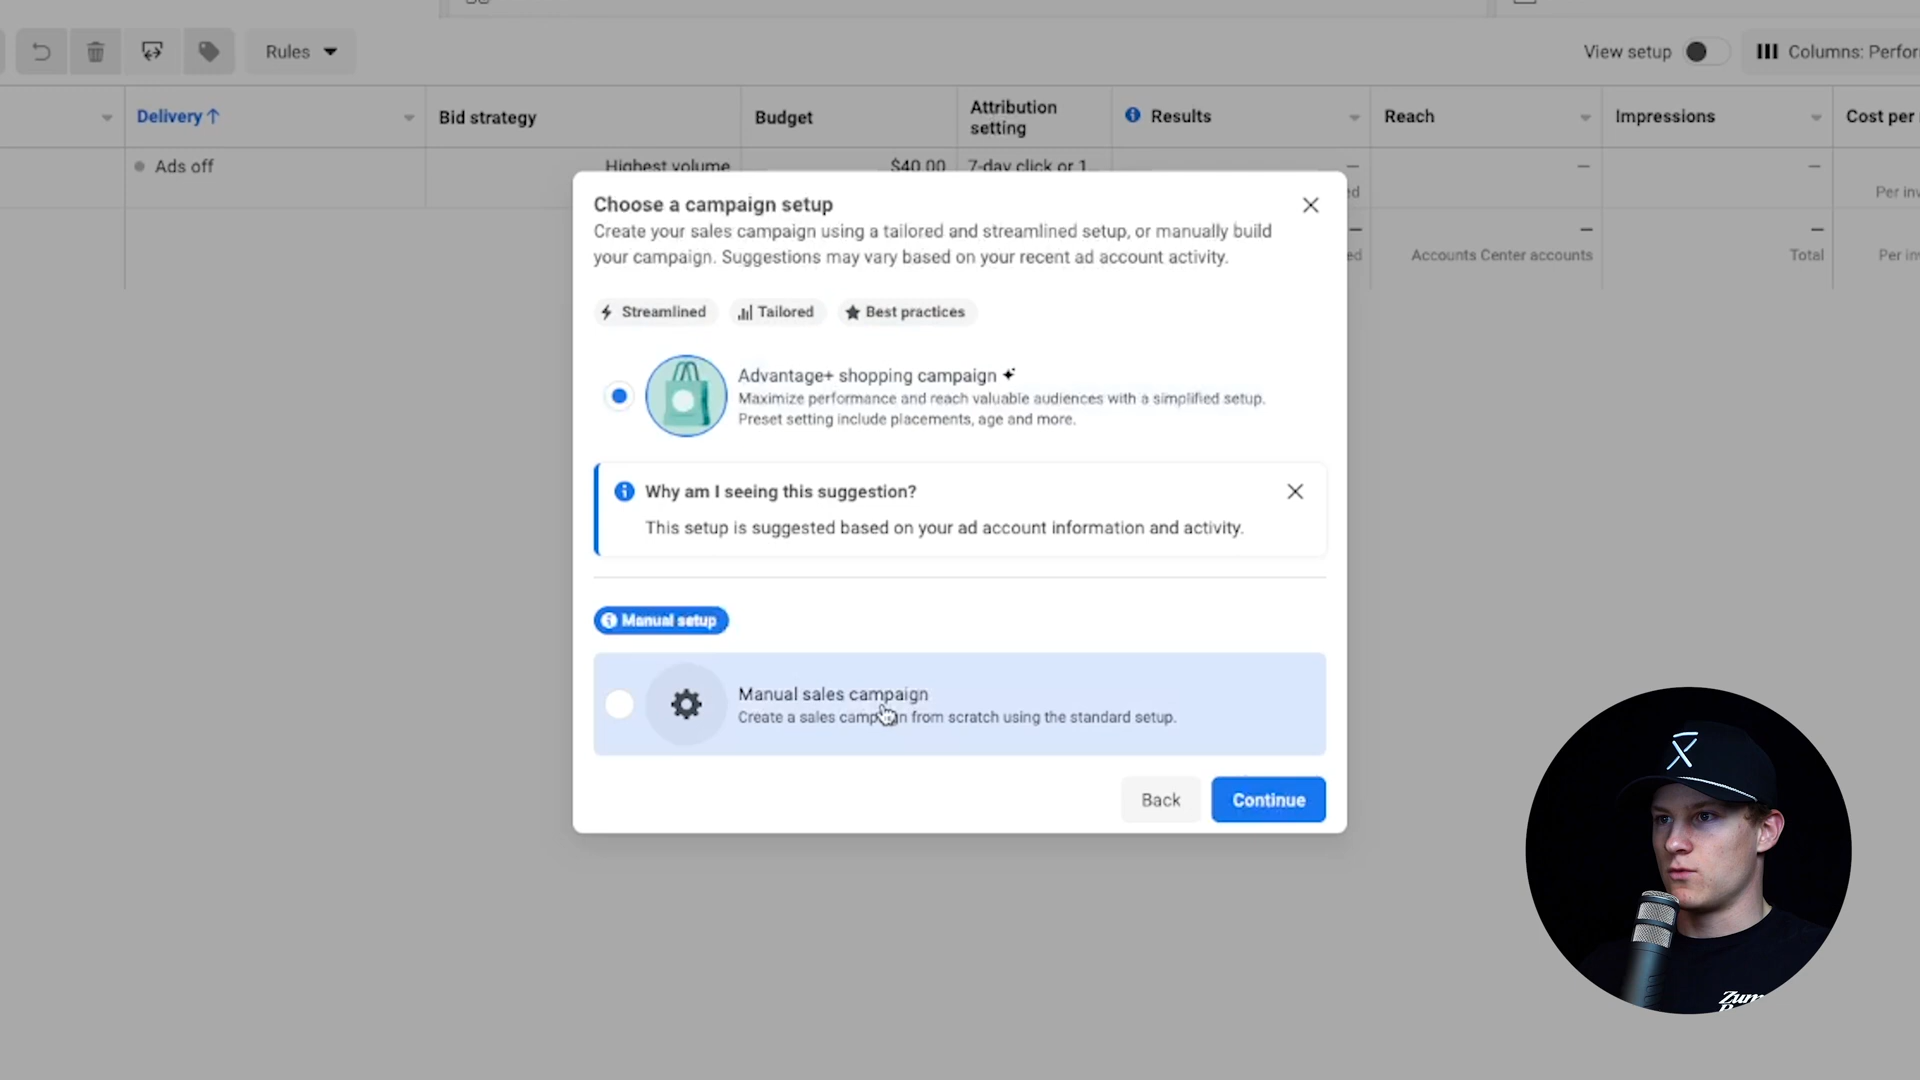 Rules
View setup
Columns: Perfor
Delivery
Bid strategy
Budget
Attribution
setting
Results
Reach
Impressions
Cost per
Ads off
Highest volume
$40.00
7-day click or 1
—
—
—
ed
Per inv
—
—
—
ed
Accounts Center accounts
Total
Per inv
Choose a campaign setup
Create your sales campaign using a tailored and streamlined setup, or manually build
your campaign. Suggestions may vary based on your recent ad account activity.
Streamlined
Tailored
Best practices
Advantage+ shopping campaign
Maximize performance and reach valuable audiences with a simplified setup.
Preset setting include placements, age and more.
Why am I seeing this suggestion?
This setup is suggested based on your ad account information and activity.
Manual setup
Manual sales campaign
Create a sales campaign from scratch using the standard setup.
Back
Continue
Zum